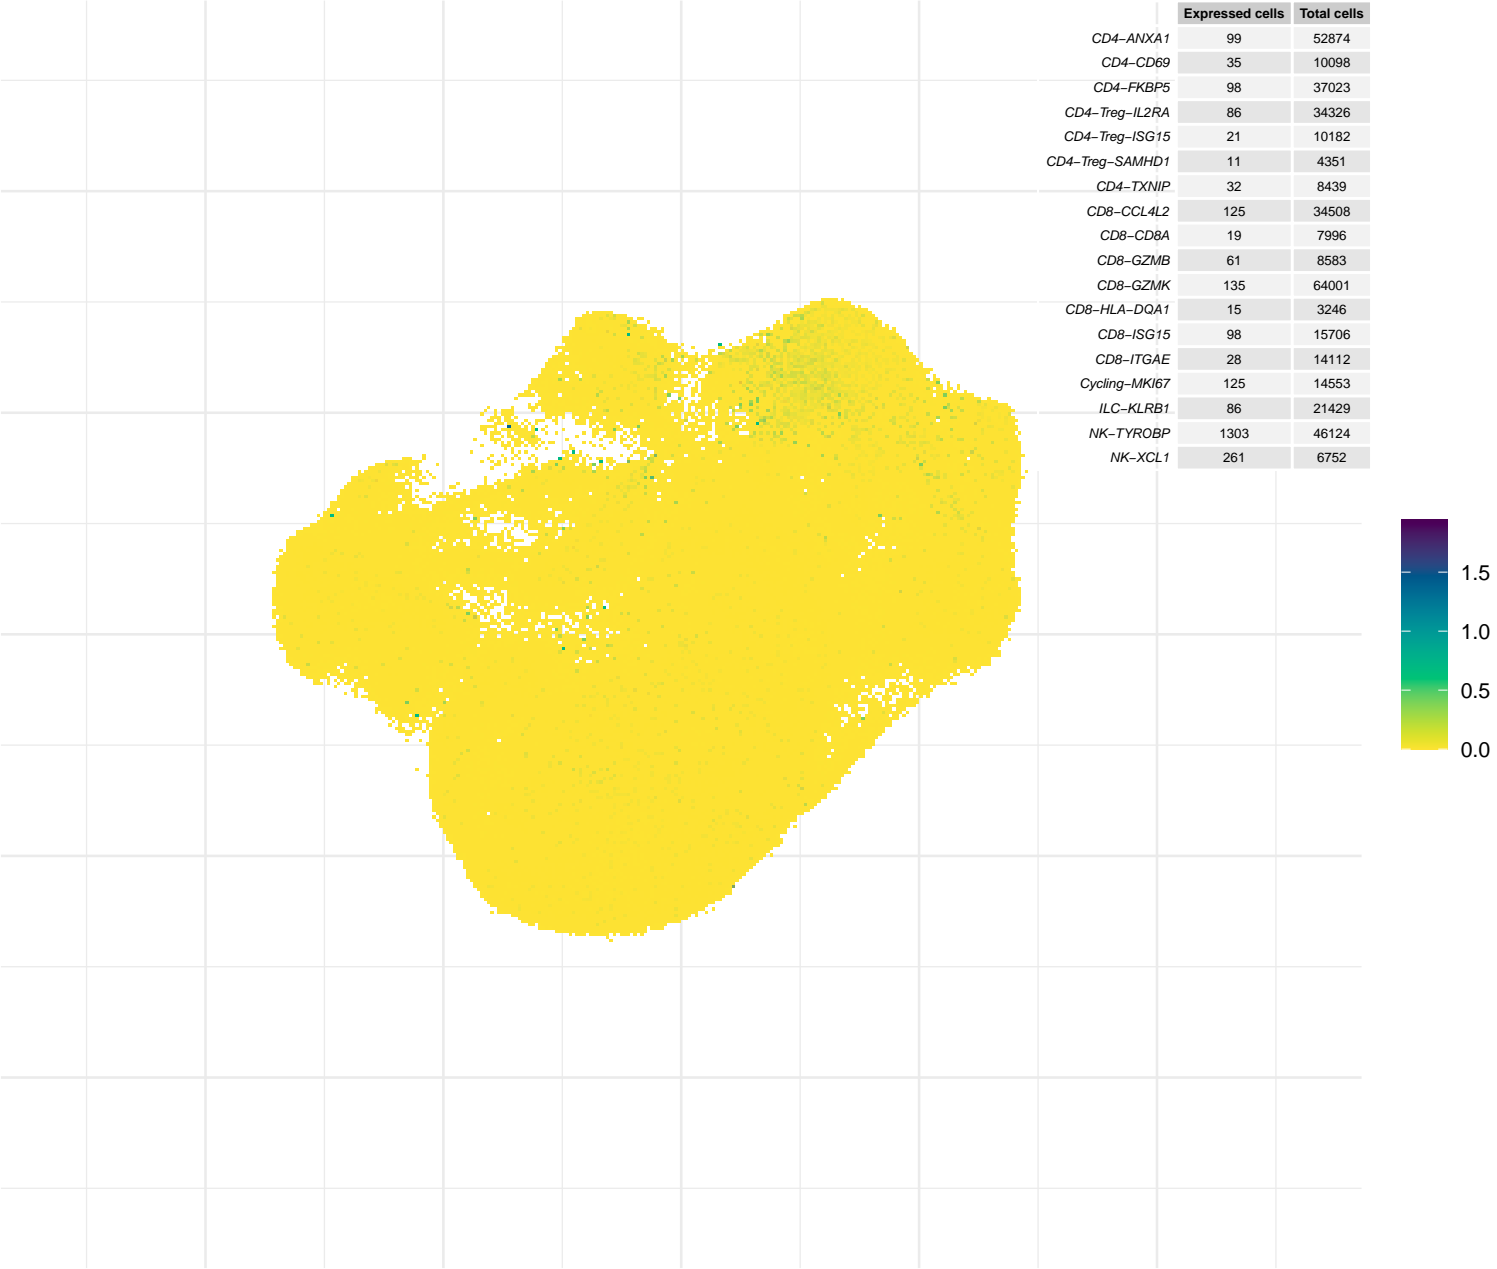 Expressed cells Total cells
CD4−ANXA1 99 52874
CD4−CD69 35 10098
CD4−FKBP5 98 37023
CD4−Treg−IL2RA 86 34326
CD4−Treg−ISG15 21 10182
CD4−Treg−SAMHD1 11 4351
CD4−TXNIP 32 8439
CD8−CCL4L2 125 34508
CD8−CD8A 19 7996
CD8−GZMB 61 8583
CD8−GZMK 135 64001
CD8−HLA−DQA1 15 3246
CD8−ISG15 98 15706
CD8−ITGAE 28 14112
Cycling−MKI67 125 14553
ILC−KLRB1 86 21429
NK−TYROBP 1303 46124
NK−XCL1 261 6752
1.5
1.0
0.5
0.0